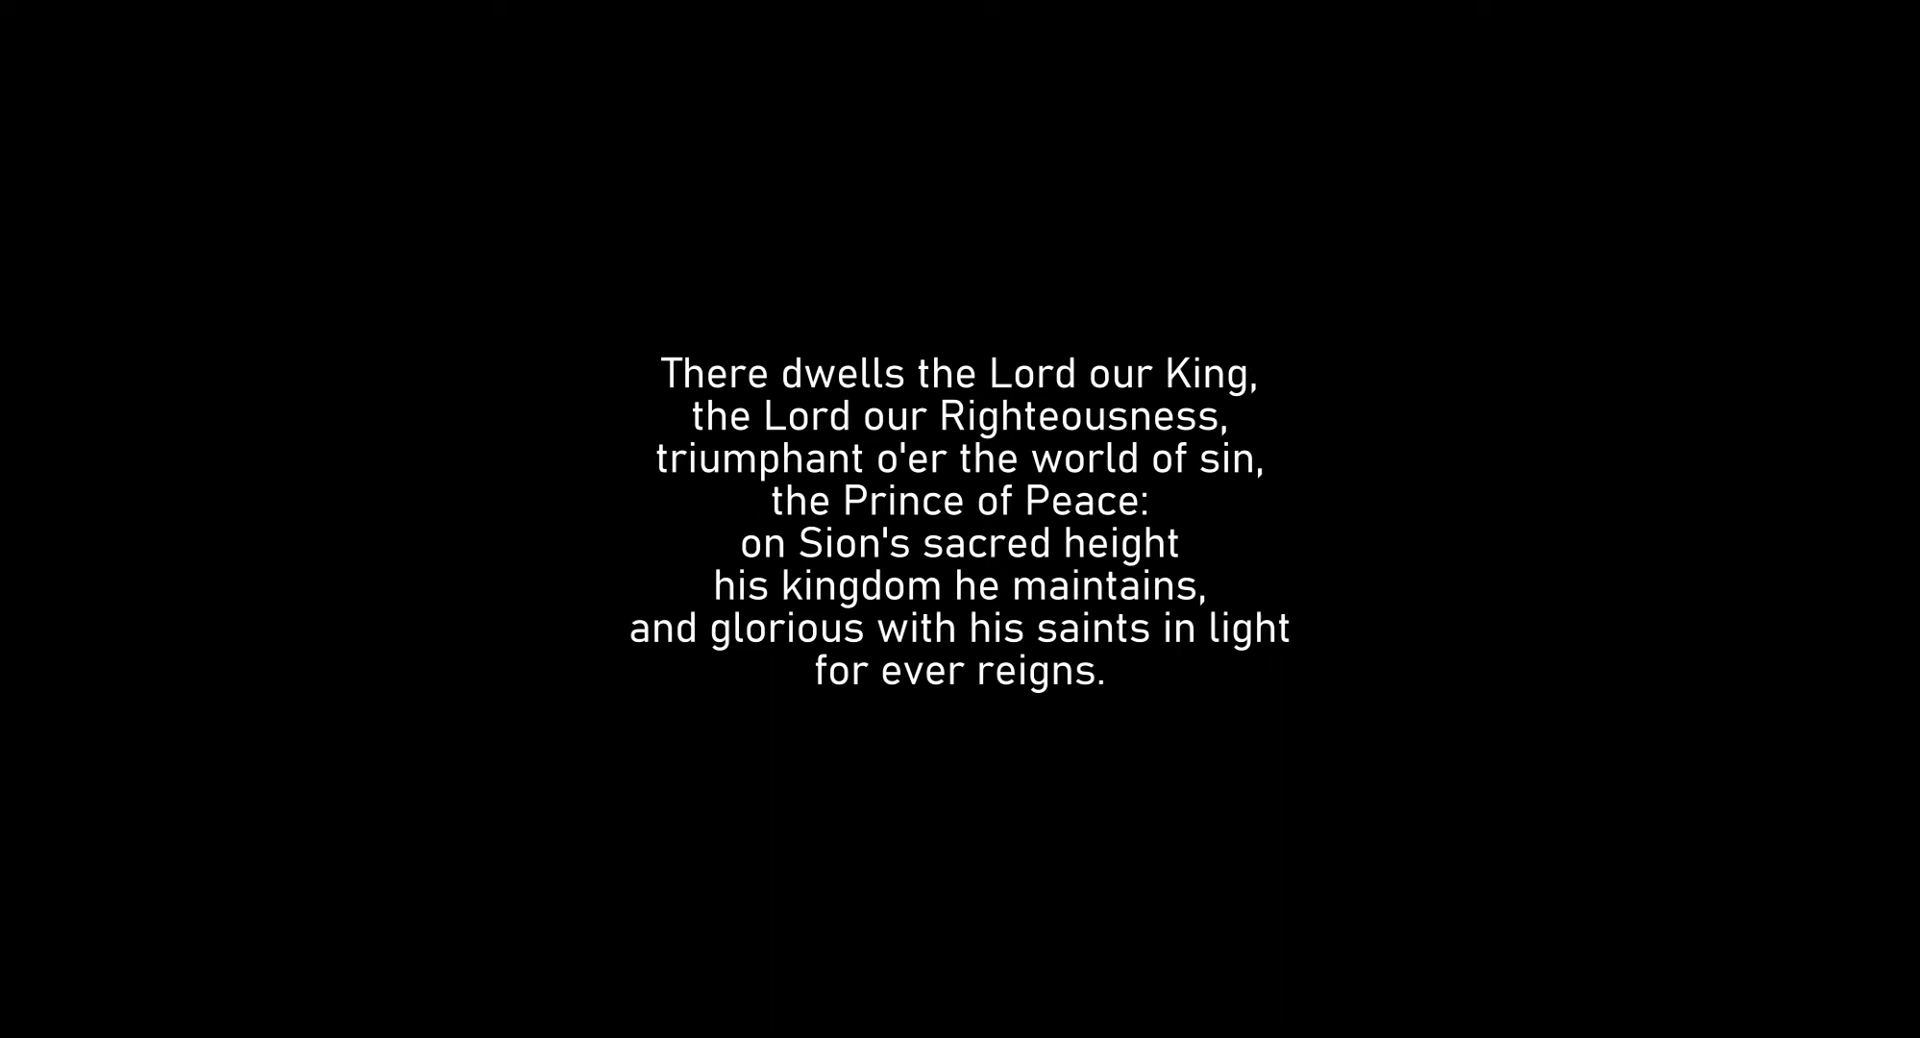 There dwells the Lord our King,
the Lord our Righteousness,
triumphant o'er the world of sin,
the Prince of Peace:
on Sion's sacred height
his kingdom he maintains,
and glorious with his saints in light
for ever reigns.